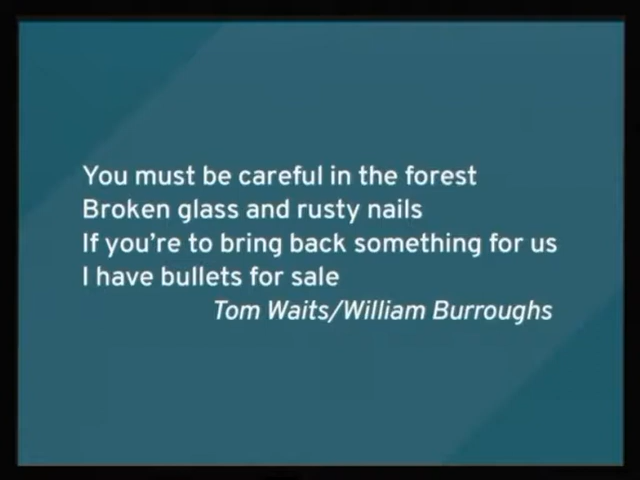 You must be careful in the forest
Broken glass and rusty nails
If you're to bring back something for us
I have bullets for sale
Tom Waits/William Burroughs